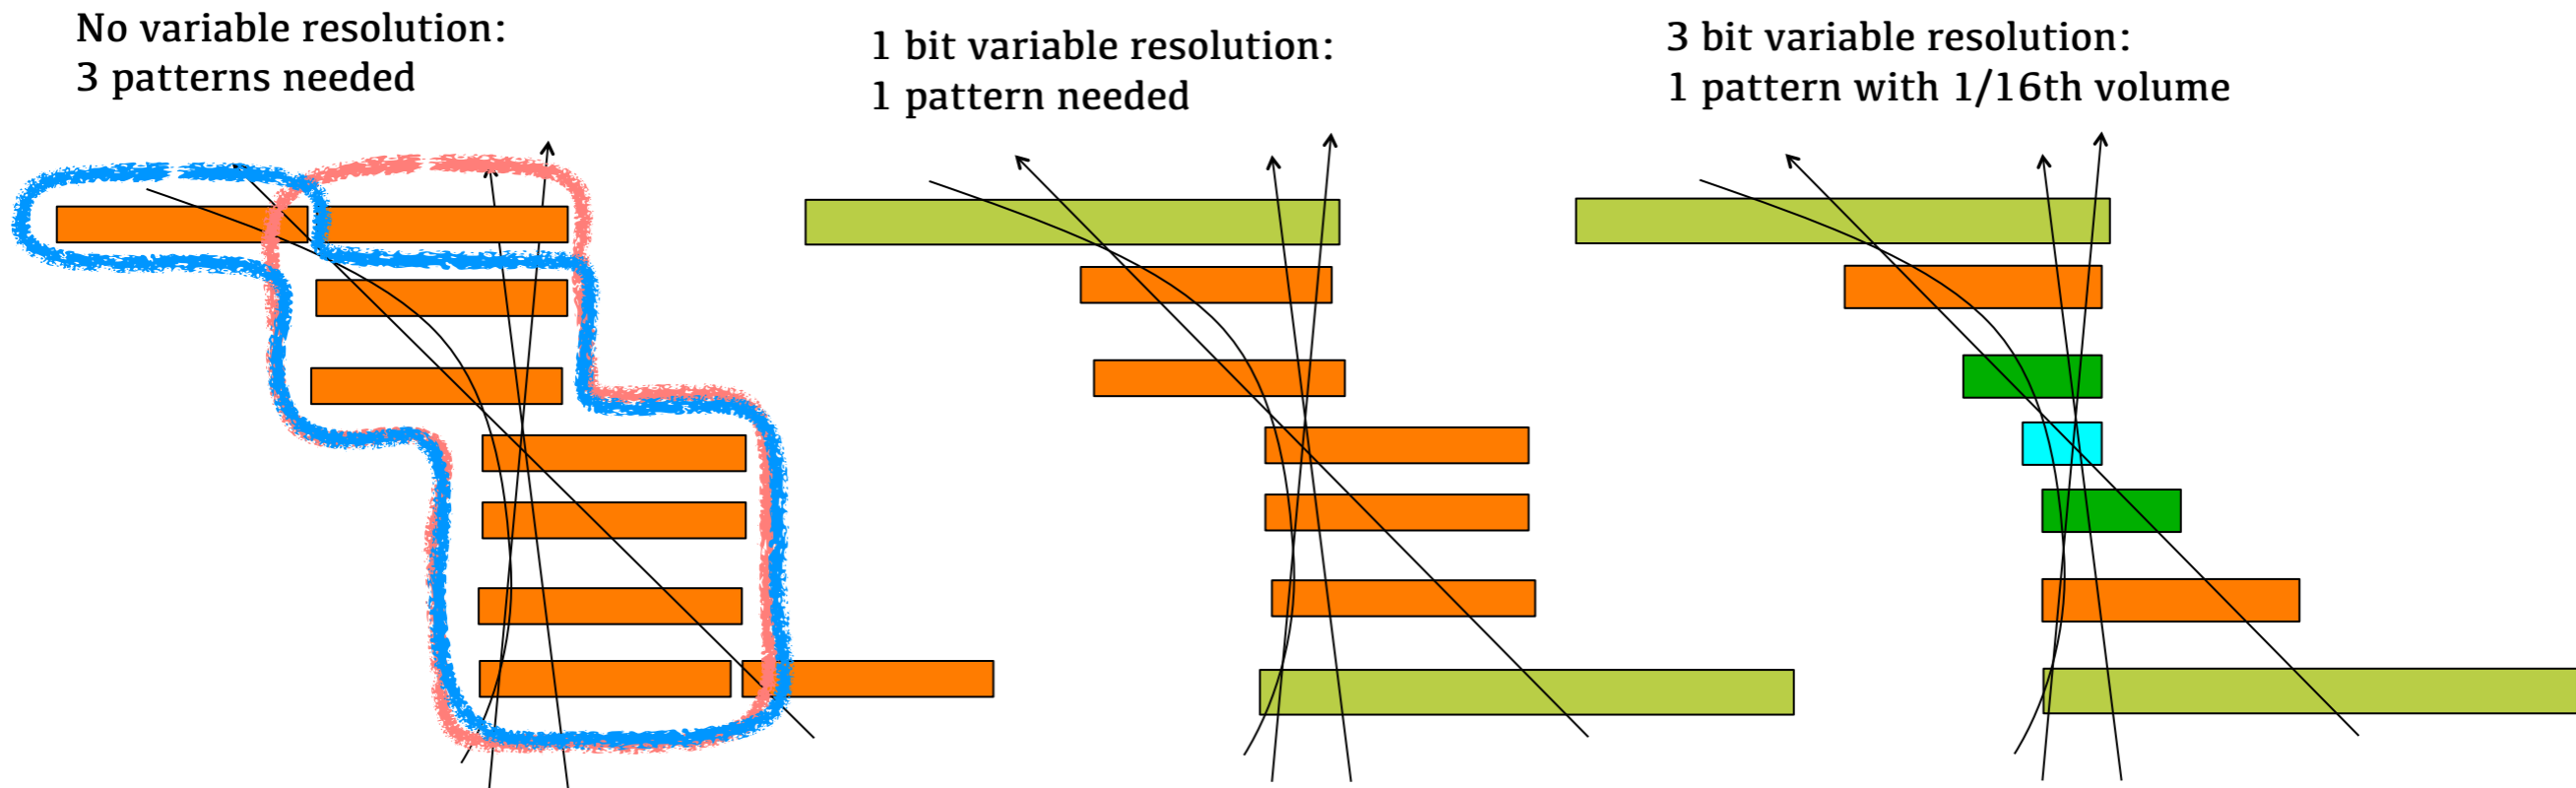 No variable resolution:
3 patterns needed
1 bit variable resolution:
1 pattern needed
3 bit variable resolution:
1 pattern with 1/16th volume